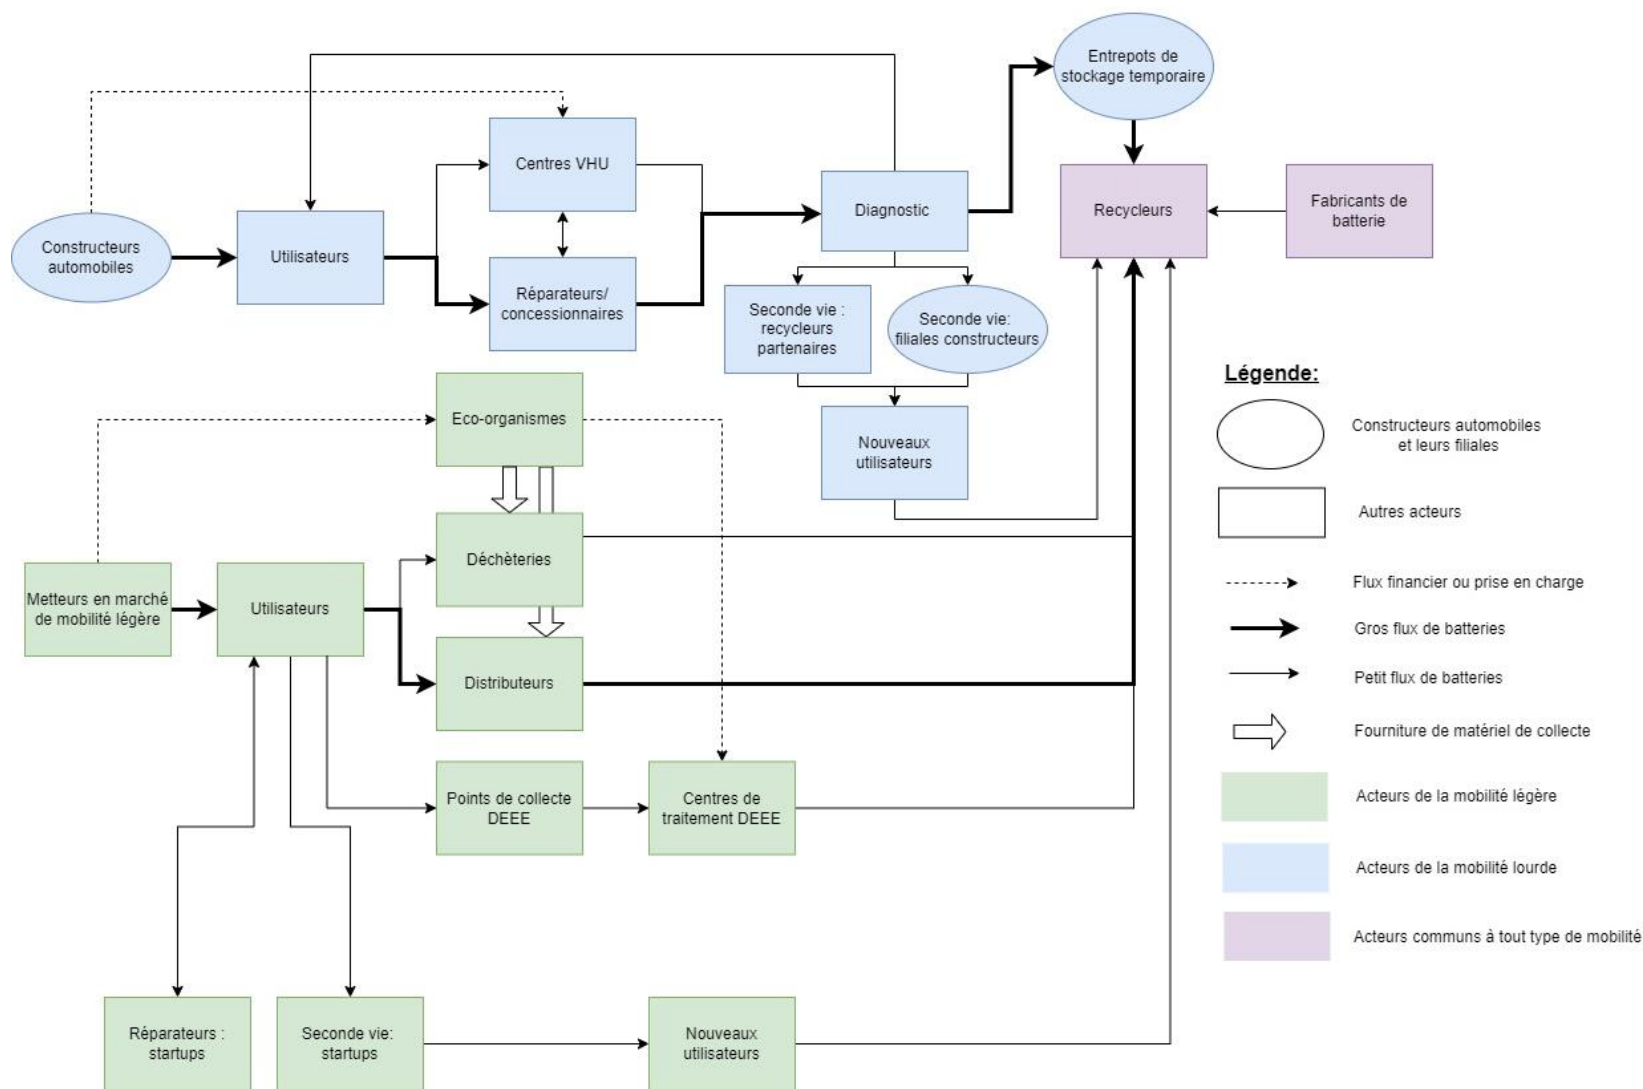 Entrepots de
stockage temporaire
Centres VHU
Diagnostic
Recycleurs
Fabricants de
batterie
Constructeurs
automobiles
Utilisateurs
Réparateurs/
concessionnaires
Seconde vie :
recycleurs
partenaires
Seconde vie:
filiales constructeurs
Nouveaux
utilisateurs
Eco-organismes
Déchèteries
Metteurs en marché
de mobilité légère
Utilisateurs
Distributeurs
Points de collecte
DEEE
Centres de
traitement DEEE
Réparateurs :
startups
Seconde vie:
startups
Nouveaux
utilisateurs
Légende:
Constructeurs automobiles
et leurs filiales
Autres acteurs
Flux financier ou prise en charge
Gros flux de batteries
Petit flux de batteries
Fourniture de matériel de collecte
Acteurs de la mobilité légère
Acteurs de la mobilité lourde
Acteurs communs à tout type de mobilité